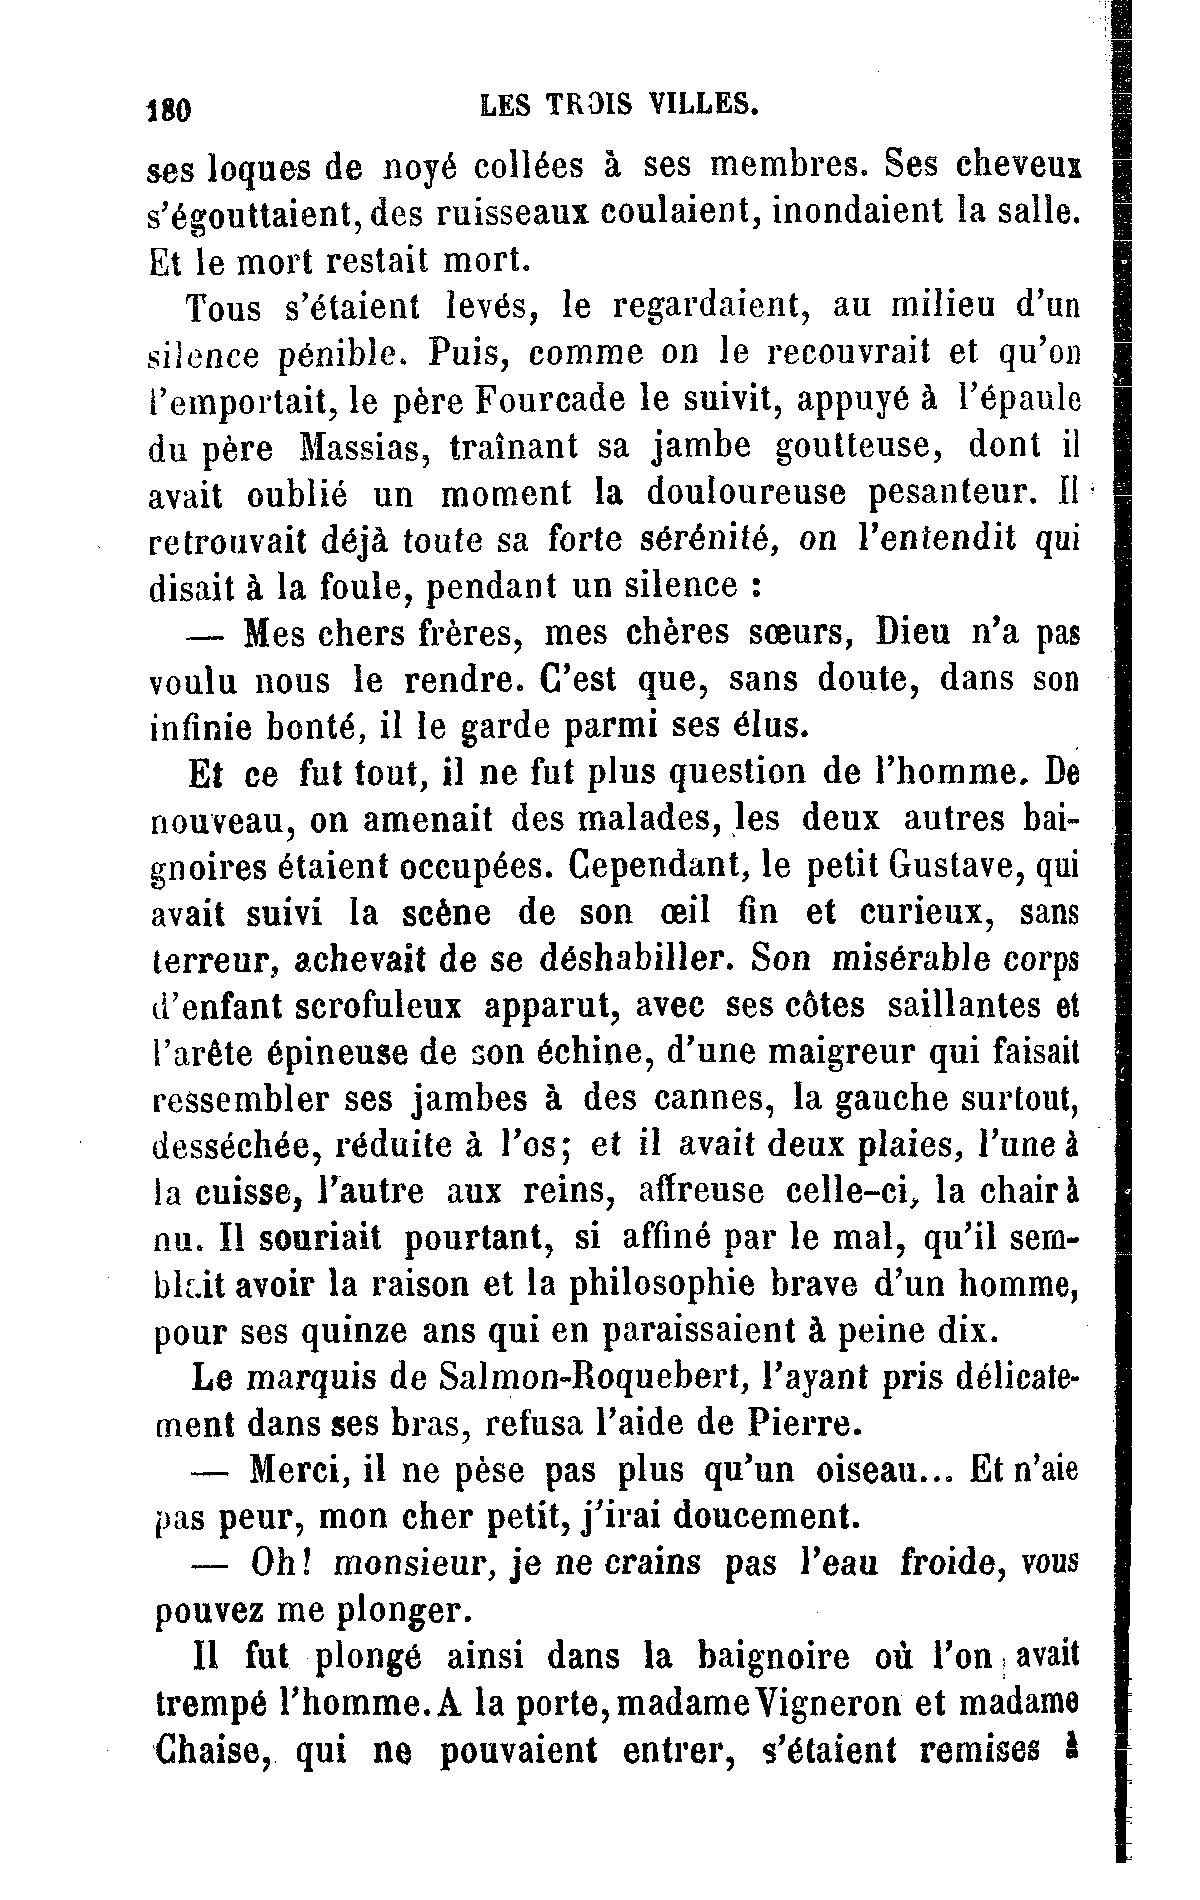 180 LES TROIS VILLES.
ses loques de noyé collées à ses membres. Ses cheveux
s'égouttaient, des ruisseaux coulaient, inondaient la salle.
Et le mort restait mort.
Tous s'étaient levés, le regardaient, au milieu d'un
silence pénible. Puis, comme on le recouvrait et qu'on
l'emportait, le père Fourcade le suivit, appuyé à l'épaule
du père Massias, traînant sa jambe goutteuse, dont il
avait oublié un moment la douloureuse pesanteur. Il
retrouvait déjà toute sa forte sérénité, on l'entendit qui
disait à la foule, pendant un silence :
— Mes chers frères, mes chères sœurs, Dieu n'a pas
voulu nous le rendre. C'est que, sans doute, dans son
infinie bonté, il le garde parmi ses élus.
Et ce fut tout, il ne fut plus question de l'homme. De
nouveau, on amenait des malades, les deux autres bai-
gnoires étaient occupées. Cependant, le petit Gustave, qui
avait suivi la scène de son œil fin et curieux, sans
terreur, achevait de se déshabiller. Son misérable corps
d'enfant scrofuleux apparut, avec ses côtes saillantes et
l'arête épineuse de son échine, d'une maigreur qui faisait
ressembler ses jambes à des cannes, la gauche surtout,
desséchée, réduite à l'os; et il avait deux plaies, l'une à
la cuisse, l'autre aux reins, affreuse celle-ci, la chair à
nu. Il souriait pourtant, si affiné par le mal, qu'il sem-
blait avoir la raison et la philosophie brave d'un homme,
pour ses quinze ans qui en paraissaient à peine dix.
Le marquis de Salmon-Roquebert, l'ayant pris délicate-
ment dans ses bras, refusa l'aide de Pierre.
— Merci, il ne pèse pas plus qu'un oiseau... Et n'aie
pas peur, mon cher petit, j'irai doucement.
— Oh! monsieur, je ne crains pas l'eau froide, vous
pouvez me plonger.
Il fut plongé ainsi dans la baignoire où l'on avait
trempé l'homme. A la porte, madame Vigneron et madame
Chaise, qui ne pouvaient entrer, s'étaient remises à